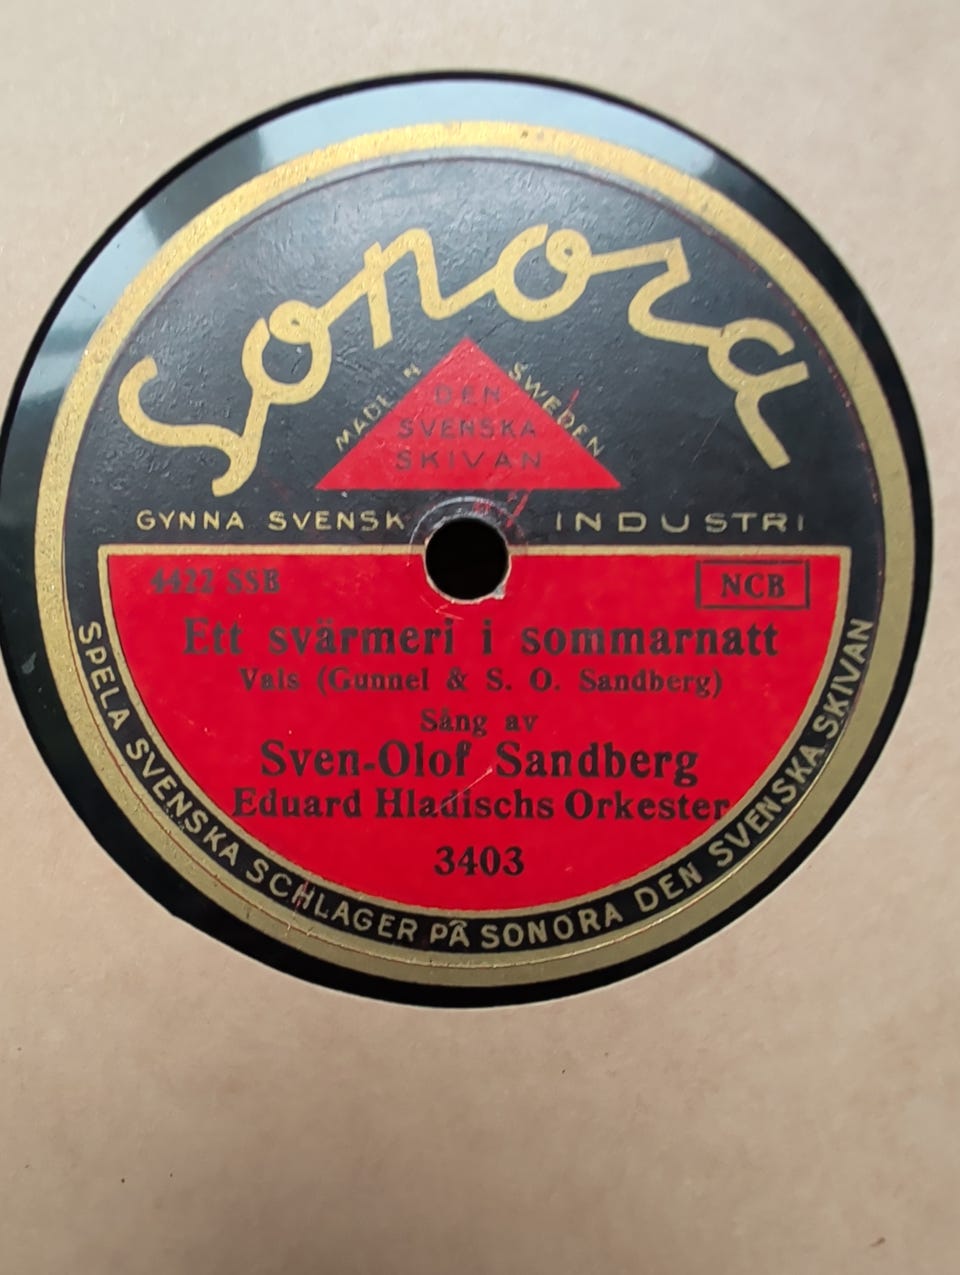 Sonora
MADE IN SWEDEN
DEN
SVENSKA
SKIVAN
GYNNA SVENSK INDUSTRI
4422 SSB
NCB
Ett svärmeri i sommarnatt
Vals (Gunnel & S. O. Sandberg)
Sång av
Sven-Olof Sandberg
Eduard Hladischs Orkester
3403
SPELA SVENSKA SCHLAGER PÅ SONORA DEN SVENSKA SKIVAN